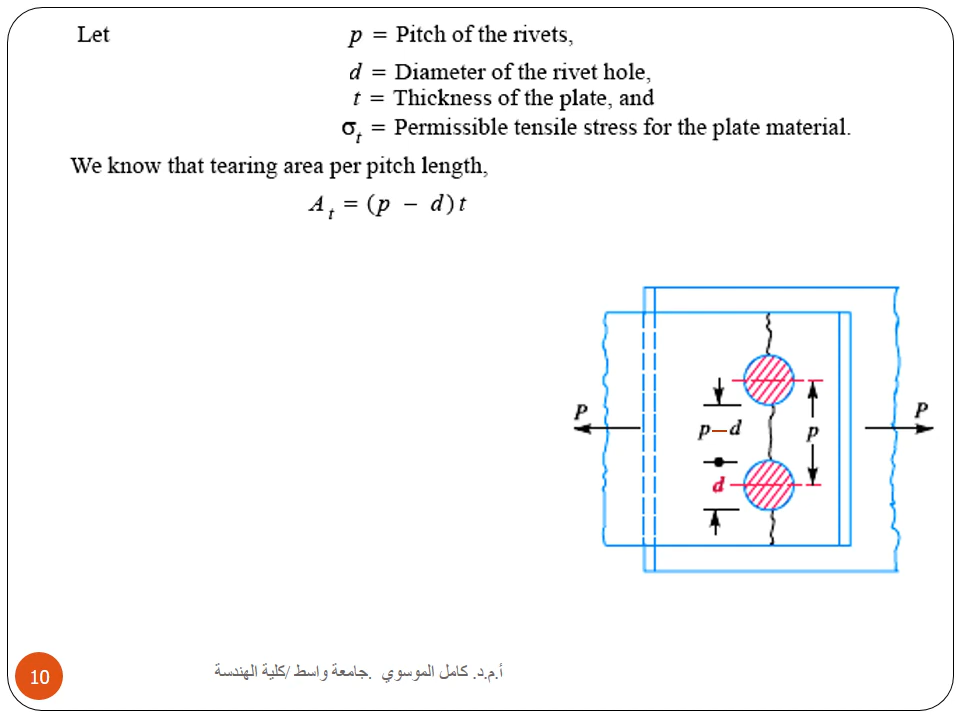 Let p = Pitch of the rivets,
d = Diameter of the rivet hole,
t = Thickness of the plate, and
σt = Permissible tensile stress for the plate material.
We know that tearing area per pitch length,
At = (p – d) t
P
P
p–d
p
d
10
أ.م.د. كامل الموسوي .جامعة واسط /كلية الهندسة